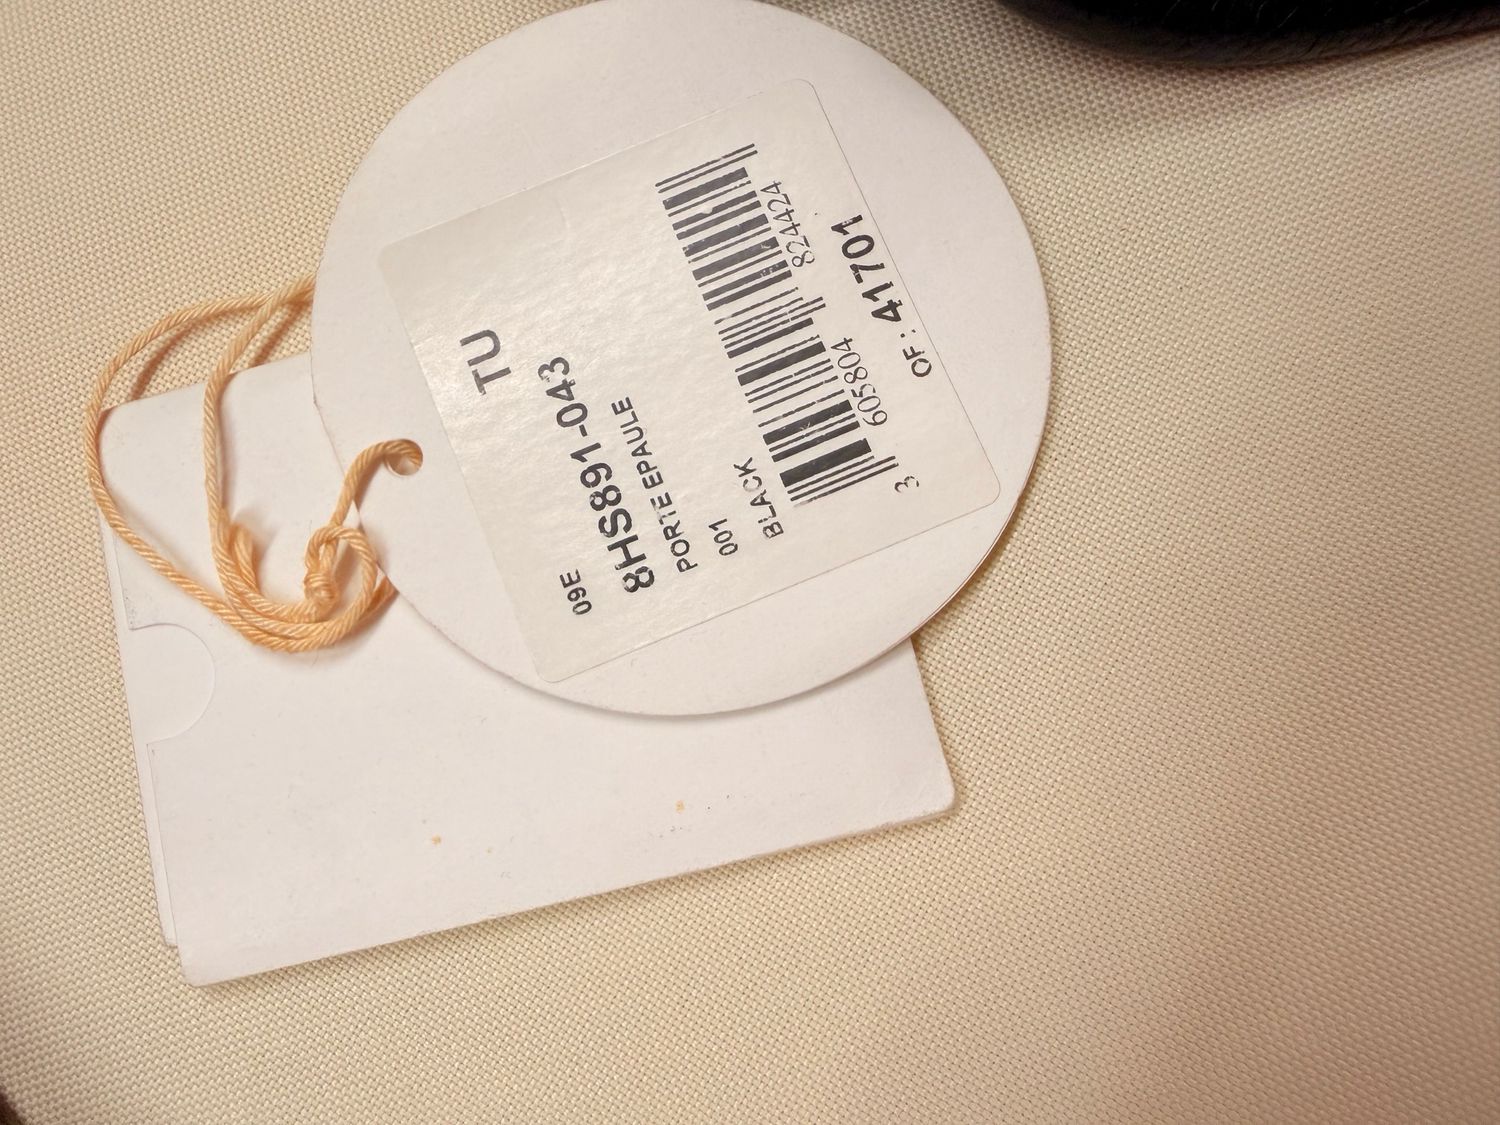 TU
09E
8HS891-043
PORTE EPAULE
001
BLACK
3 605804 824424
OF: 41701